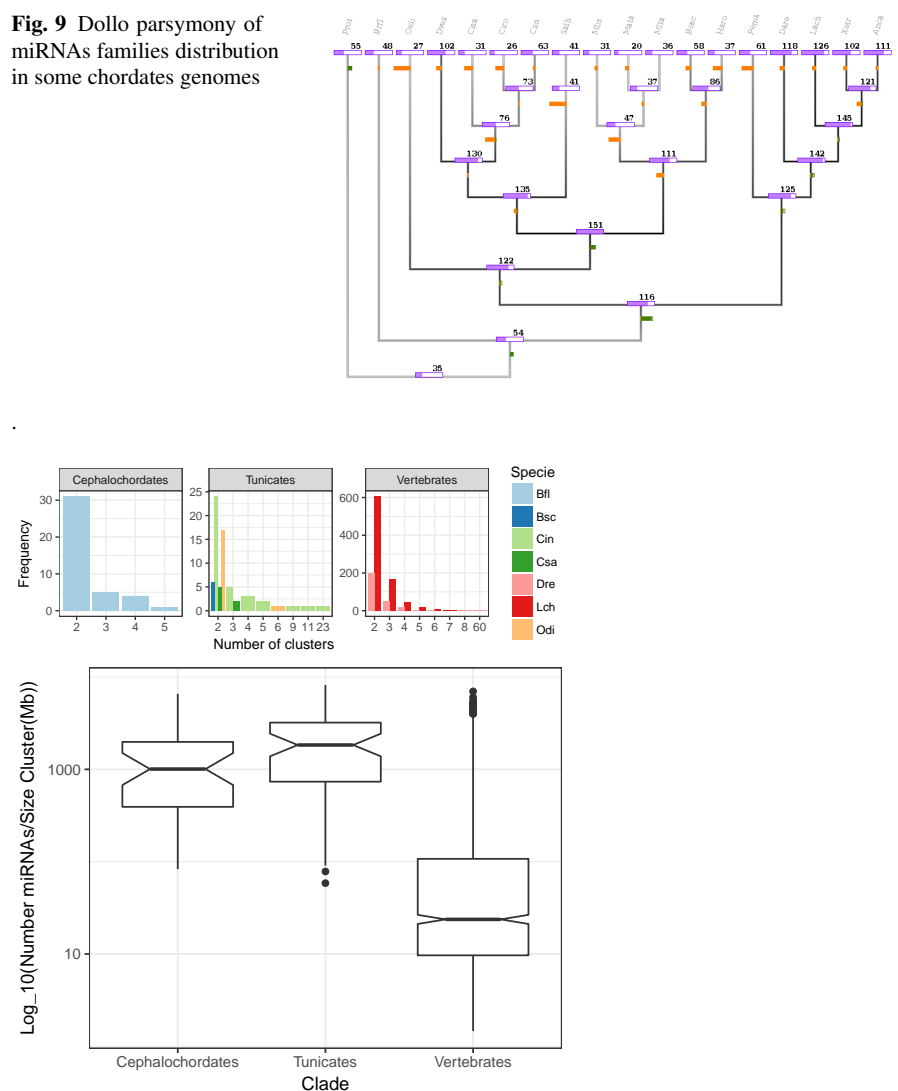 Fig. 9 Dollo parsymony of
miRNAs families distribution
in some chordates genomes
55 48 27 102 31 26 63 41 31 20 36 58 37 61 118 126 102 111
73 41 37 86 121
76 47 145
130 111 142
135 125
151
122
116
54
35
.
Cephalochordates Tunicates Vertebrates
Frequency
30
20
10
0
2 3 4 5
25
20
15
10
5
0
2 3 4 5 6 9 11 23
600
400
200
0
2 3 4 5 6 7 8 60
Number of clusters
Specie
Bfl
Bsc
Cin
Csa
Dre
Lch
Odi
Log_10(Number miRNAs/Size Cluster(Mb))
1000
10
Cephalochordates Tunicates Vertebrates
Clade